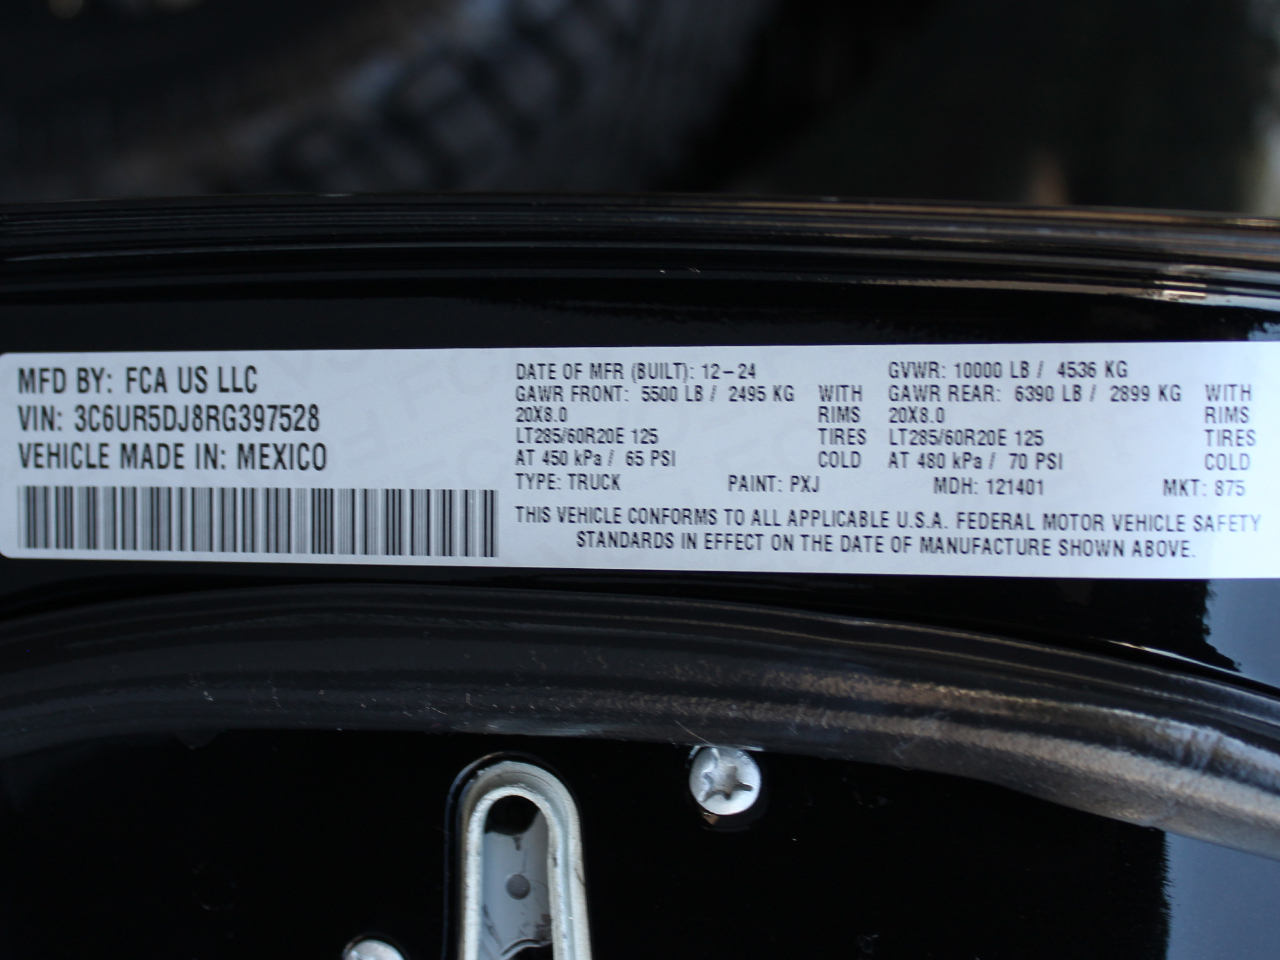 MFD BY: FCA US LLC
VIN: 3C6UR5DJ8RG397528
VEHICLE MADE IN: MEXICO
DATE OF MFR (BUILT): 12-24 GVWR: 10000 LB / 4536 KG
GAWR FRONT: 5500 LB / 2495 KG WITH GAWR REAR: 6390 LB / 2899 KG WITH
20X8.0 RIMS 20X8.0 RIMS
LT285/60R20E 125 TIRES LT285/60R20E 125 TIRES
AT 450 kPa / 65 PSI COLD AT 480 kPa / 70 PSI COLD
TYPE: TRUCK PAINT: PXJ MDH: 121401 MKT: 875
THIS VEHICLE CONFORMS TO ALL APPLICABLE U.S.A. FEDERAL MOTOR VEHICLE SAFETY
STANDARDS IN EFFECT ON THE DATE OF MANUFACTURE SHOWN ABOVE.